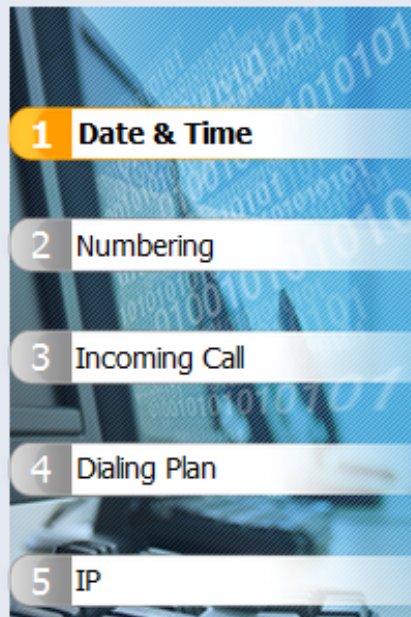 1 Date & Time
2 Numbering
3 Incoming Call
4 Dialing Plan
5 IP